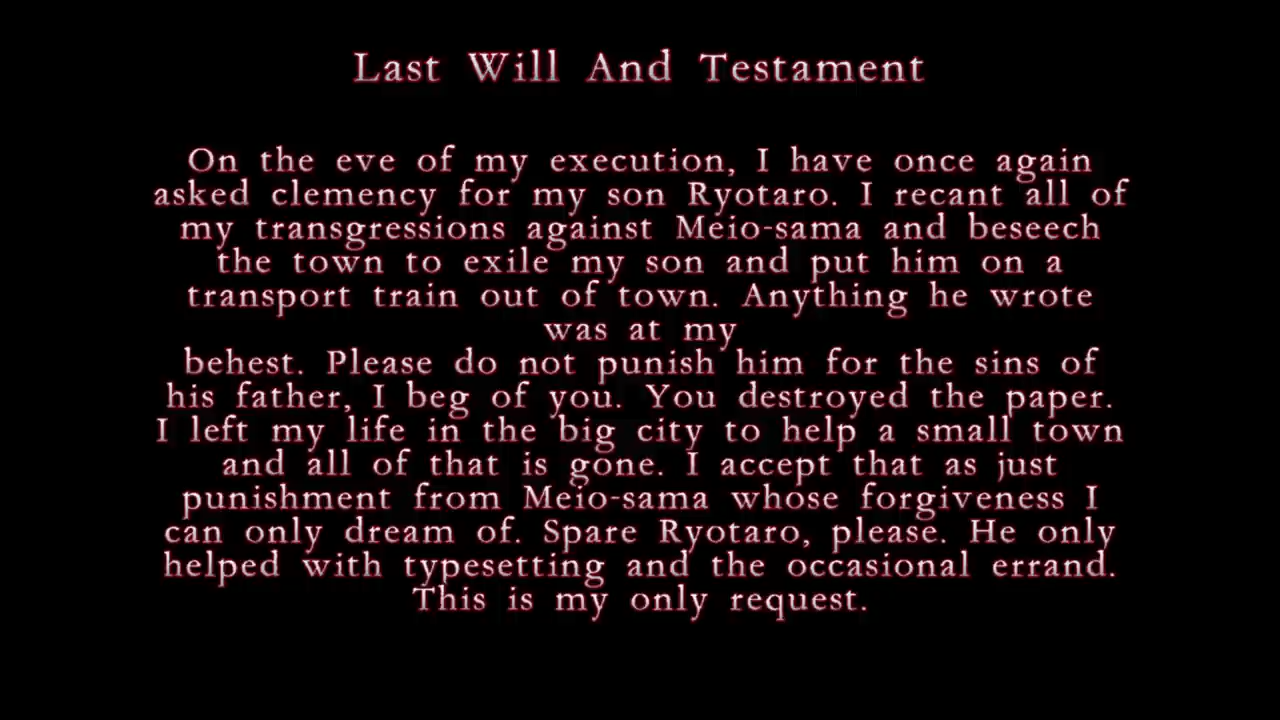 Last Will And Testament
On the eve of my execution, I have once again
asked clemency for my son Ryotaro. I recant all of
my transgressions against Meio-sama and beseech
the town to exile my son and put him on a
transport train out of town. Anything he wrote
was at my
behest. Please do not punish him for the sins of
his father, I beg of you. You destroyed the paper.
I left my life in the big city to help a small town
and all of that is gone. I accept that as just
punishment from Meio-sama whose forgiveness I
can only dream of. Spare Ryotaro, please. He only
helped with typesetting and the occasional errand.
This is my only request.